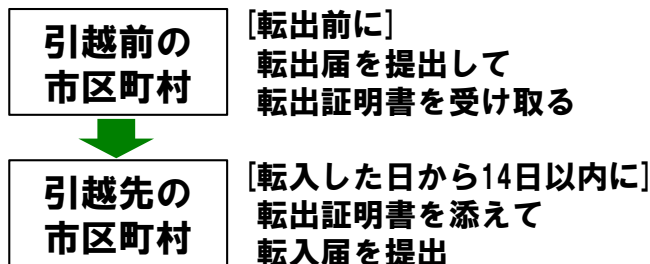 引越前の
市区町村
[転出前に]
転出届を提出して
転出証明書を受け取る
引越先の
市区町村
[転入した日から14日以内に]
転出証明書を添えて
転入届を提出